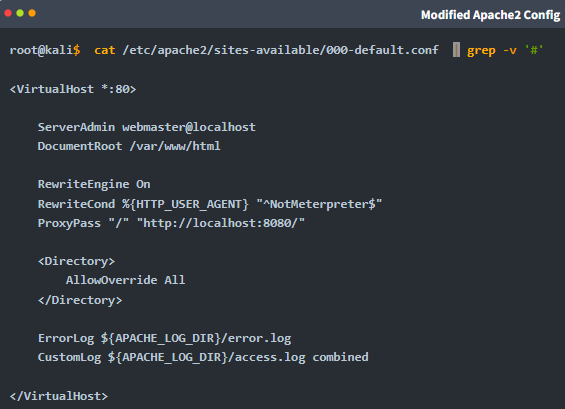 Modified Apache2 Config
root@kali$ cat /etc/apache2/sites-available/000-default.conf | grep -v '#'
<VirtualHost *:80>
ServerAdmin webmaster@localhost
DocumentRoot /var/www/html
RewriteEngine On
RewriteCond %{HTTP_USER_AGENT} "^NotMeterpreter$"
ProxyPass "/" "http://localhost:8080/"
<Directory>
AllowOverride All
</Directory>
ErrorLog ${APACHE_LOG_DIR}/error.log
CustomLog ${APACHE_LOG_DIR}/access.log combined
</VirtualHost>